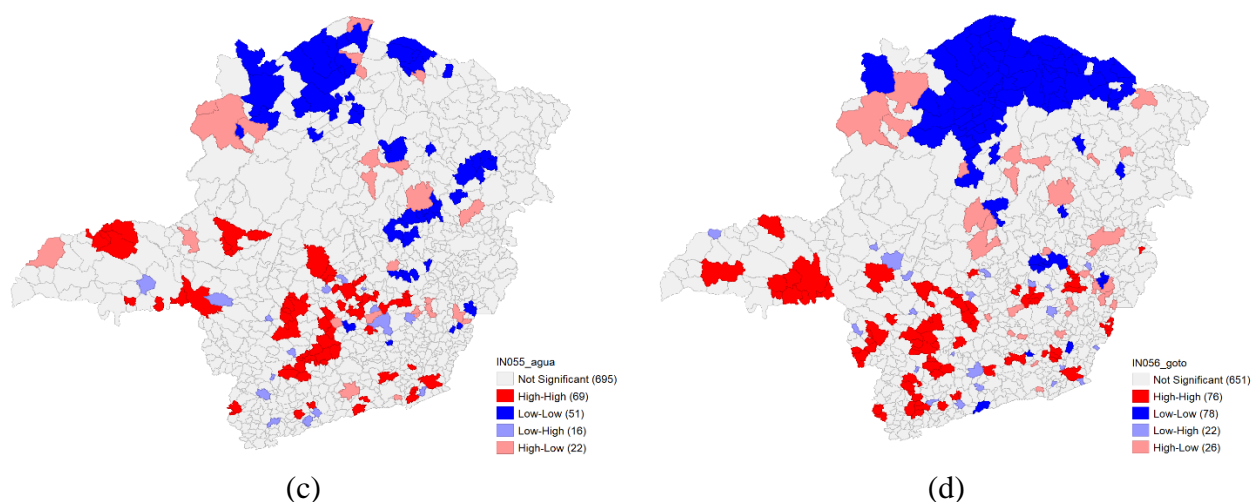 IN055_agua
Not Significant (695)
High-High (69)
Low-Low (51)
Low-High (16)
High-Low (22)
(c)
IN056_goto
Not Significant (651)
High-High (76)
Low-Low (78)
Low-High (22)
High-Low (26)
(d)